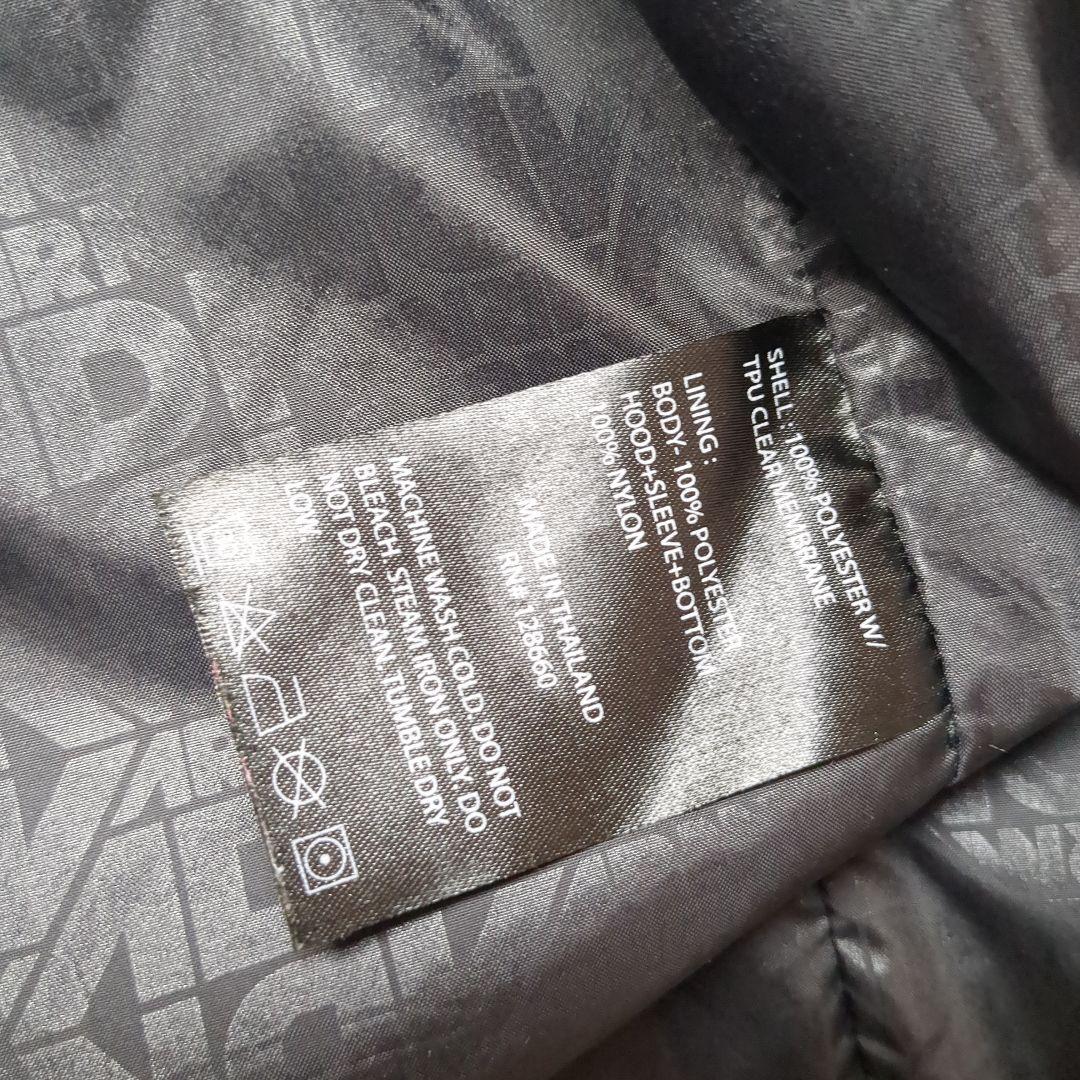 SHELL : 100% POLYESTER W/
TPU CLEAR MEMBRANE
LINING :
BODY- 100% POLYESTER
HOOD+SLEEVE+BOTTOM
100% NYLON
MADE IN THAILAND
RN# 128660
MACHINE WASH COLD. DO NOT
BLEACH. STEAM IRON ONLY. DO
NOT DRY CLEAN. TUMBLE DRY
LOW